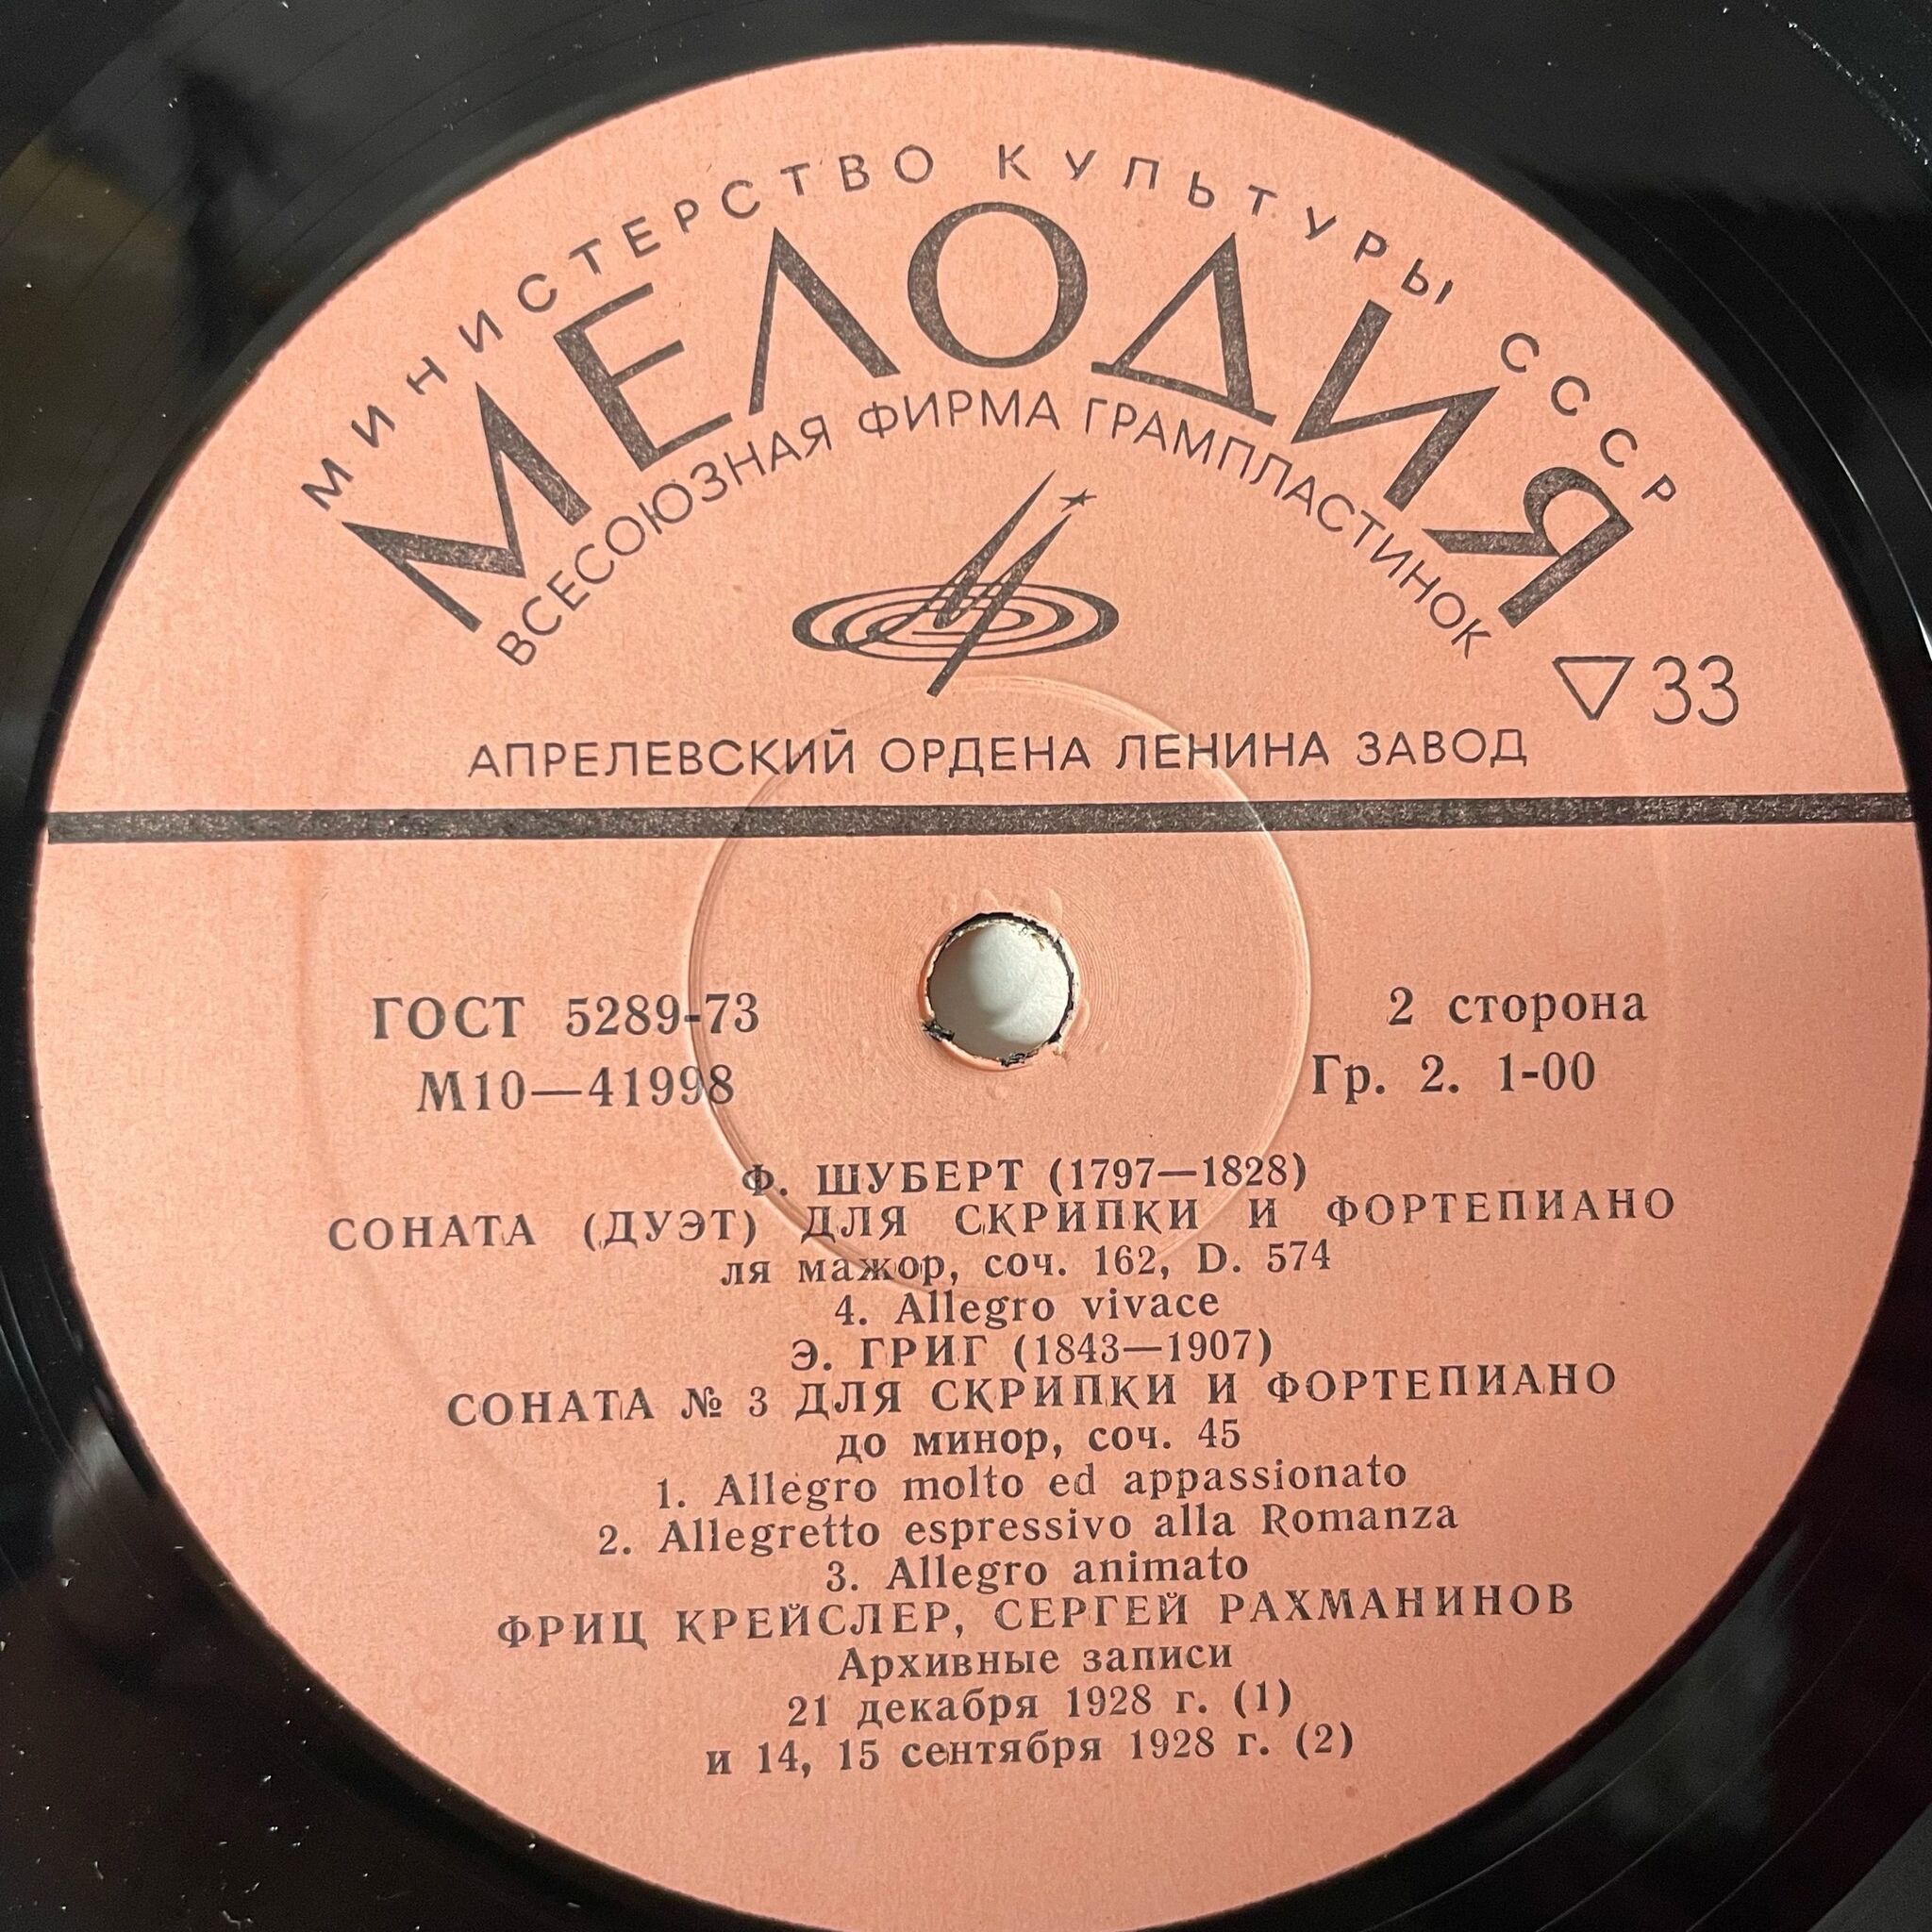 МИНИСТЕРСТВО КУЛЬТУРЫ СССР
МЕЛОДИЯ
ВСЕСОЮЗНАЯ ФИРМА ГРАМПЛАСТИНОК
33
АПРЕЛЕВСКИЙ ОРДЕНА ЛЕНИНА ЗАВОД
ГОСТ 5289-73
М10—41998
2 сторона
Гр. 2. 1-00
Ф. ШУБЕРТ (1797—1828)
СОНАТА (ДУЭТ) ДЛЯ СКРИПКИ И ФОРТЕПИАНО
ля мажор, соч. 162, D. 574
4. Allegro vivace
Э. ГРИГ (1843—1907)
СОНАТА № 3 ДЛЯ СКРИПКИ И ФОРТЕПИАНО
до минор, соч. 45
1. Allegro molto ed appassionato
2. Allegretto espressivo alla Romanza
3. Allegro animato
ФРИЦ КРЕЙСЛЕР, СЕРГЕЙ РАХМАНИНОВ
Архивные записи
21 декабря 1928 г. (1)
и 14, 15 сентября 1928 г. (2)